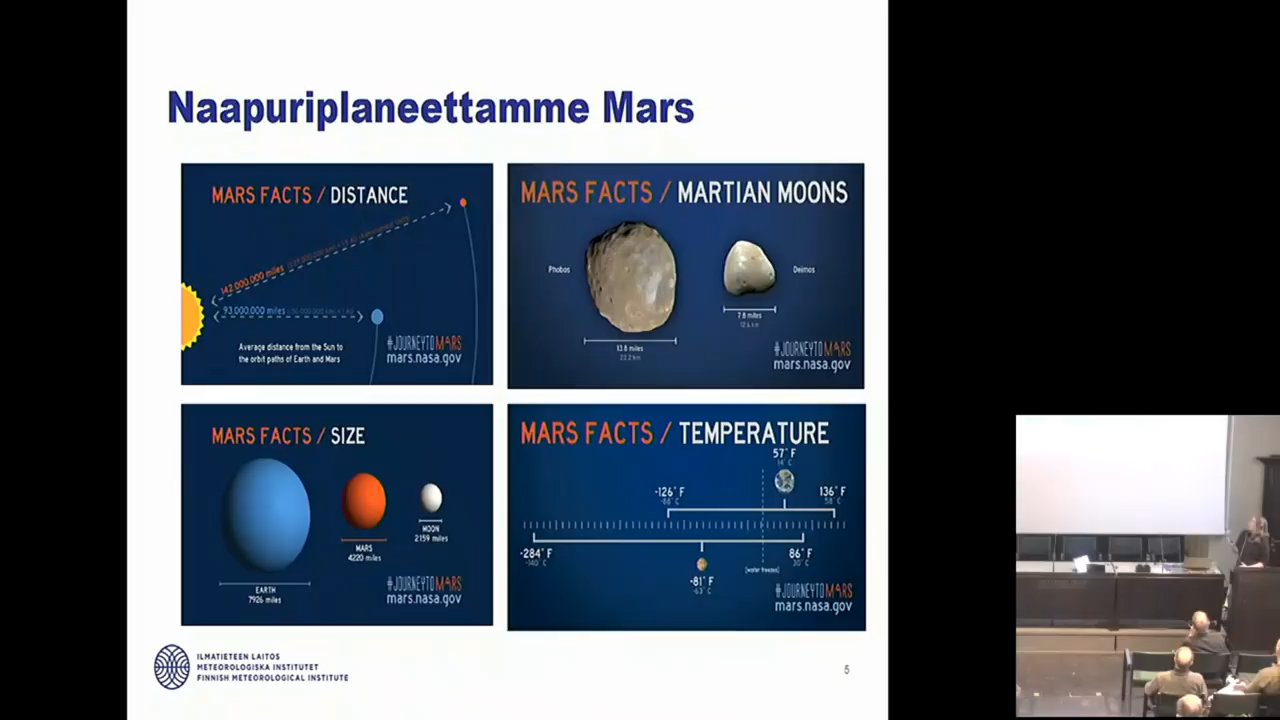 Naapuriplaneettamme Mars
MARS FACTS / DISTANCE
142,000,000 miles
93,000,000 miles
Average distance from the Sun to
the orbit paths of Earth and Mars
#JOURNEYTOMARS
mars.nasa.gov
MARS FACTS / MARTIAN MOONS
Phobos
Deimos
7.8 miles
12.6 km
13.8 miles
22.2 km
#JOURNEYTOMARS
mars.nasa.gov
MARS FACTS / SIZE
MOON
2159 miles
MARS
4220 miles
EARTH
7926 miles
#JOURNEYTOMARS
mars.nasa.gov
MARS FACTS / TEMPERATURE
57° F
14° C
-126° F
-88° C
136° F
58° C
-284° F
-140° C
86° F
30° C
-81° F
-63° C
[water freezes]
#JOURNEYTOMARS
mars.nasa.gov
ILMATIETEEN LAITOS
METEOROLOGISKA INSTITUTET
FINNISH METEOROLOGICAL INSTITUTE
5